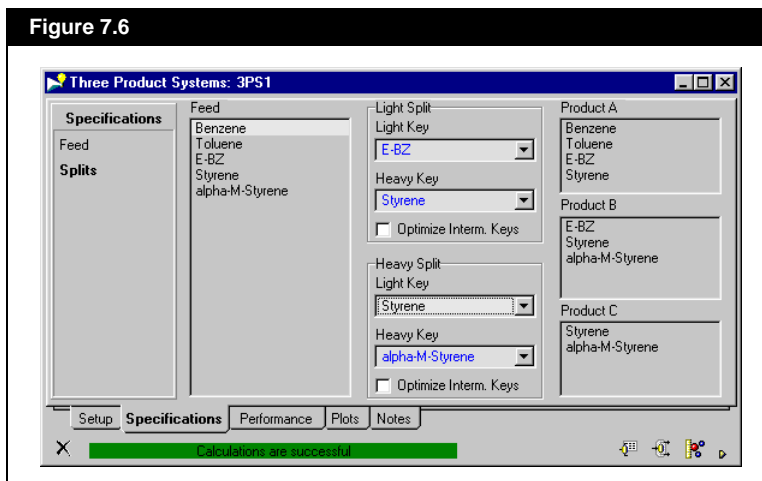 Figure 7.6
Three Product Systems: 3PS1
Specifications
Feed
Splits
Feed
Benzene
Toluene
E-BZ
Styrene
alpha-M-Styrene
Light Split
Light Key
E-BZ
Heavy Key
Styrene
Optimize Interm. Keys
Heavy Split
Light Key
Styrene
Heavy Key
alpha-M-Styrene
Optimize Interm. Keys
Product A
Benzene
Toluene
E-BZ
Styrene
Product B
E-BZ
Styrene
alpha-M-Styrene
Product C
Styrene
alpha-M-Styrene
Setup Specifications Performance Plots Notes
Calculations are successful